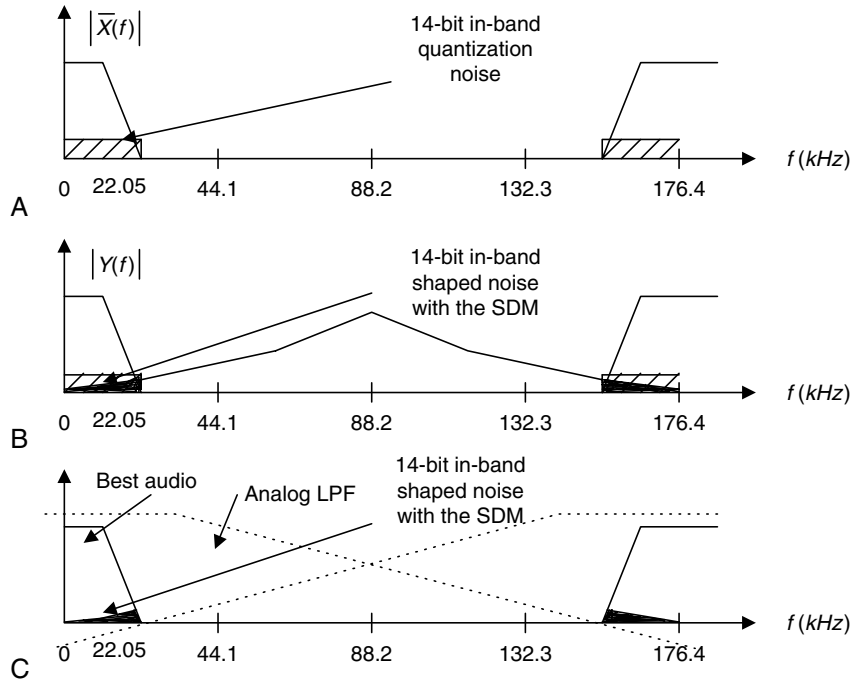 |X̅(f)|
14-bit in-band
quantization
noise
f (kHz)
0 22.05 44.1 88.2 132.3 176.4
A
|Y(f)|
14-bit in-band
shaped noise
with the SDM
f (kHz)
0 22.05 44.1 88.2 132.3 176.4
B
Best audio
Analog LPF
14-bit in-band
shaped noise
with the SDM
f (kHz)
0 22.05 44.1 88.2 132.3 176.4
C